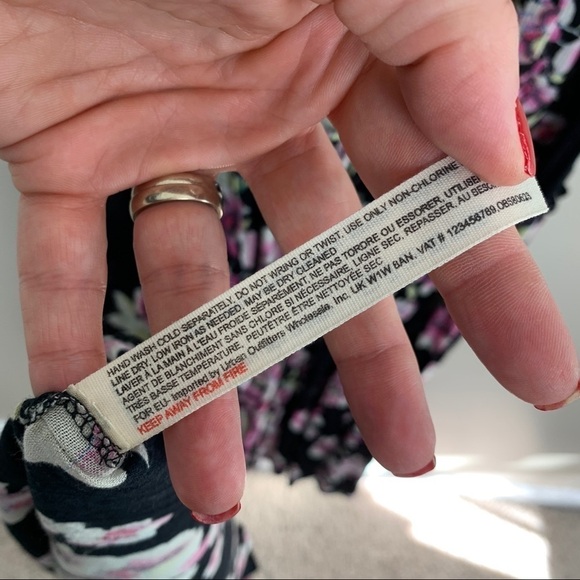 HAND WASH COLD SEPARATELY, DO NOT WRING OR TWIST. USE ONLY NON-CHLORINE
LINE DRY, LOW IRON AS NEEDED, MAY BE DRY CLEANED
LAVER À LA MAIN À L'EAU FROIDE SÉPARÉMENT. NE PAS TORDRE OU ESSORER, UTILISER
AGENT DE BLANCHIMENT SANS CHLORE SI NÉCESSAIRE, LIGNE SEC, REPASSER, AU BESOIN
TRÈS BASSE TEMPÉRATURE, PEUTÊTRE ÊTRE NETTOYÉE SEC
FOR EU- Imported by Urban Outfitters Wholesale, Inc. UK W1W 8AN. VAT # 123456789,OB580623
KEEP AWAY FROM FIRE